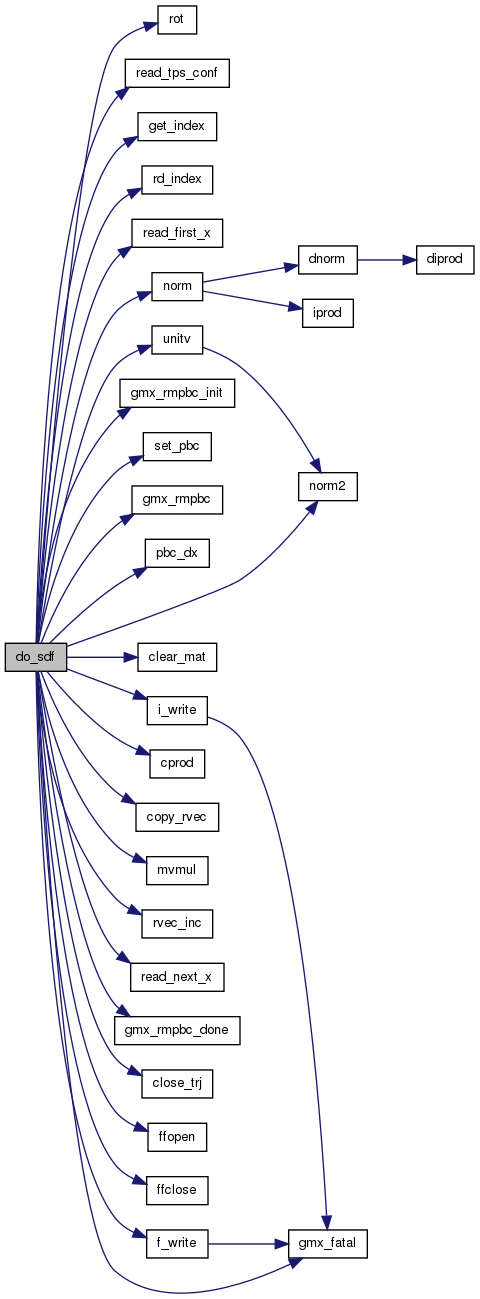 rot
read_tps_conf
get_index
rd_index
read_first_x
dnorm
diprod
norm
iprod
unitv
gmx_rmpbc_init
set_pbc
norm2
gmx_rmpbc
pbc_dx
do_sdf
clear_mat
i_write
cprod
copy_rvec
mvmul
rvec_inc
read_next_x
gmx_rmpbc_done
close_trj
ffopen
ffclose
f_write
gmx_fatal